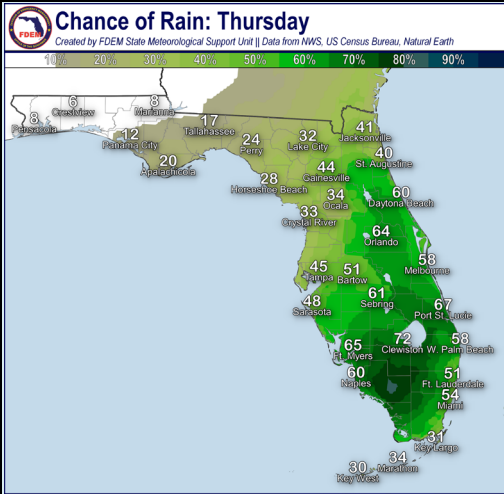 FDEM
Chance of Rain: Thursday
Created by FDEM State Meteorological Support Unit || Data from NWS, US Census Bureau, Natural Earth
10% 20% 30% 40% 50% 60% 70% 80% 90%
8
Pensacola
6
Crestview
8
Marianna
12
Panama City
17
Tallahassee
20
Apalachicola
24
Perry
32
Lake City
41
Jacksonville
40
St. Augustine
44
Gainesville
28
Horseshoe Beach
34
Ocala
60
Daytona Beach
33
Crystal River
64
Orlando
58
Melbourne
45
Tampa
51
Bartow
48
Sarasota
61
Sebring
67
Port St. Lucie
65
Ft. Myers
72
Clewiston
58
W. Palm Beach
60
Naples
51
Ft. Lauderdale
54
Miami
31
Key Largo
34
Marathon
30
Key West